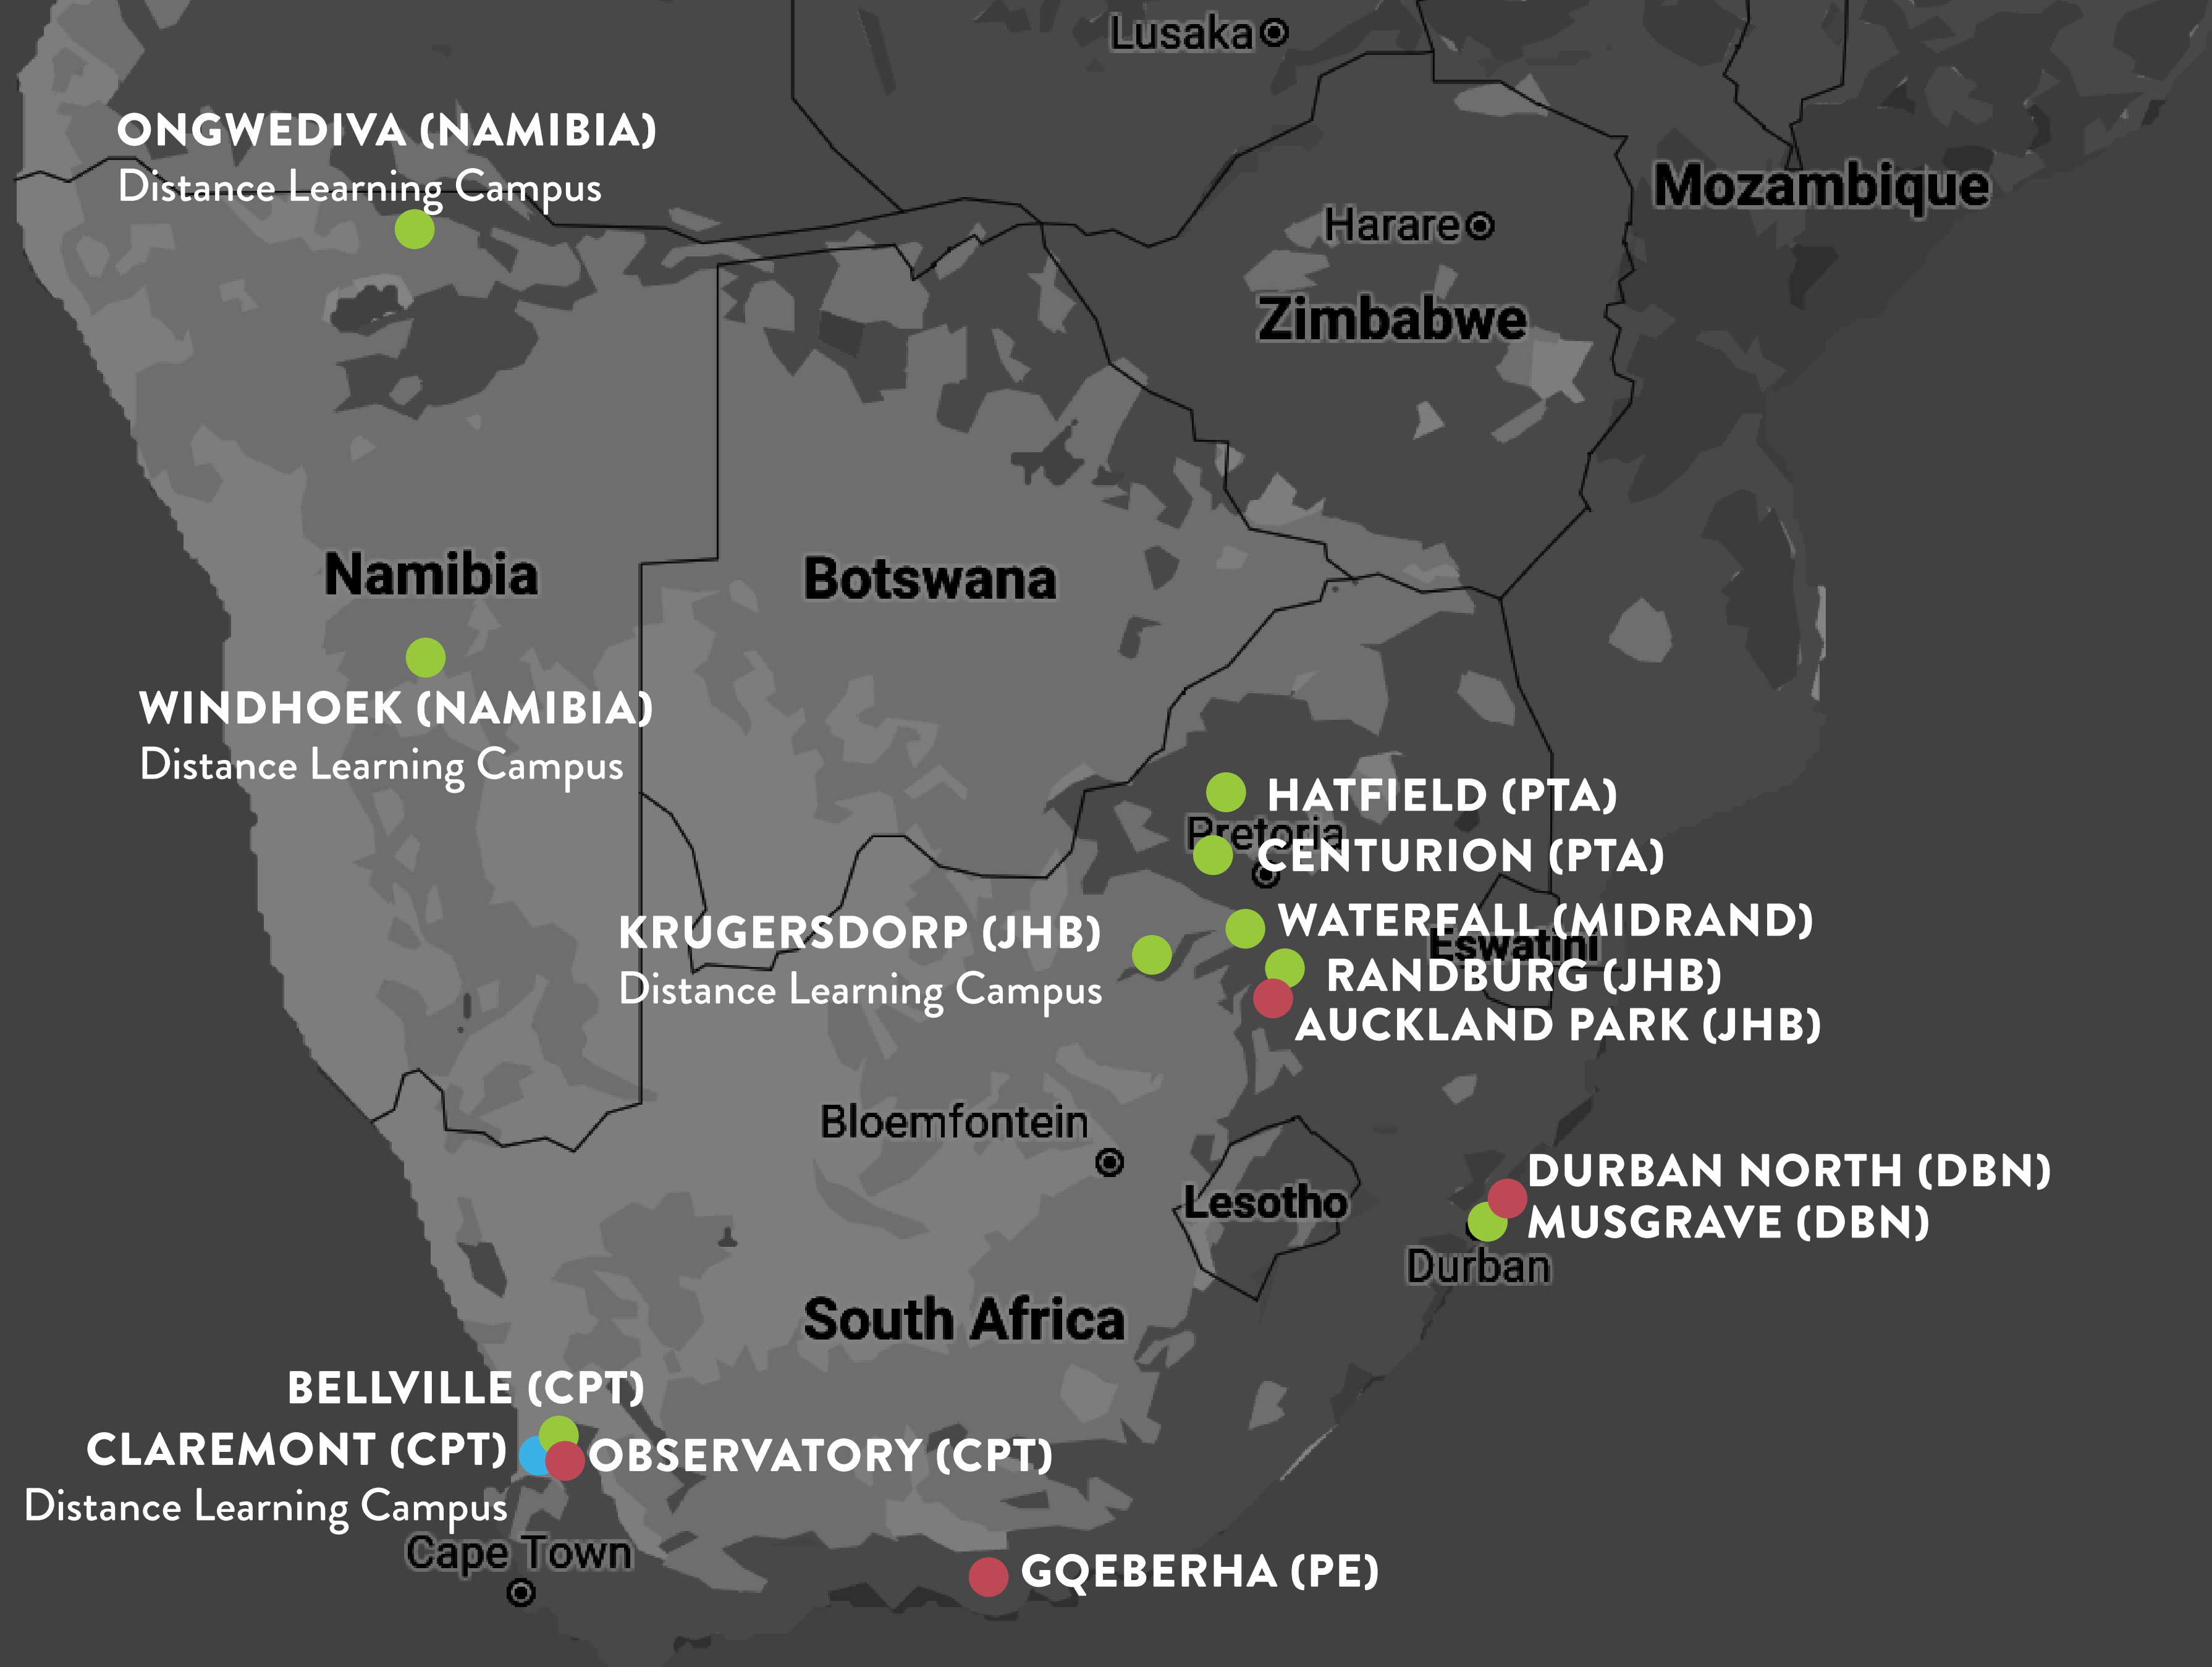 Lusaka
ONGWEDIVA (NAMIBIA)
Distance Learning Campus
Mozambique
Harare
Zimbabwe
Namibia
Botswana
WINDHOEK (NAMIBIA)
Distance Learning Campus
HATFIELD (PTA)
Pretoria
CENTURION (PTA)
WATERFALL (MIDRAND)
KRUGERSDORP (JHB)
Distance Learning Campus
Eswatini
RANDBURG (JHB)
AUCKLAND PARK (JHB)
Bloemfontein
Lesotho
DURBAN NORTH (DBN)
MUSGRAVE (DBN)
Durban
South Africa
BELLVILLE (CPT)
CLAREMONT (CPT)
Distance Learning Campus
OBSERVATORY (CPT)
Cape Town
GQEBERHA (PE)